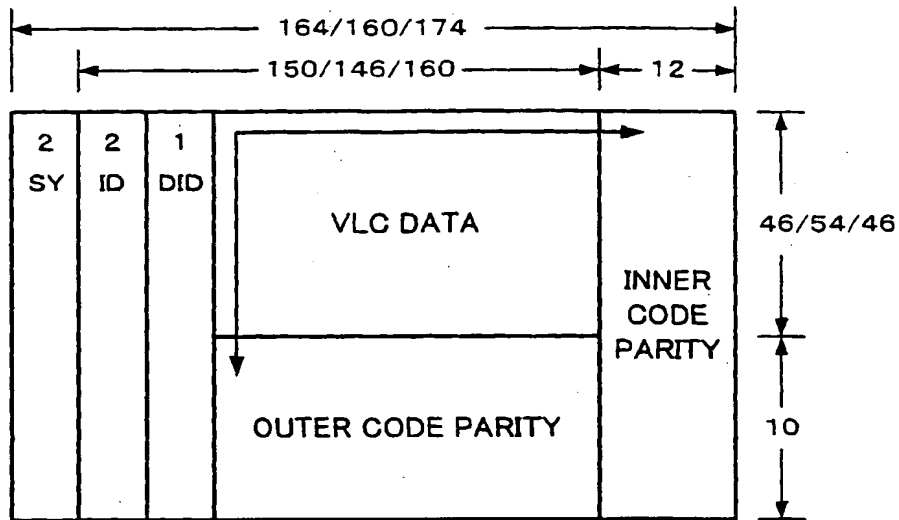 164/160/174
150/146/160
12
2
SY
2
ID
1
DID
VLC DATA
46/54/46
INNER
CODE
PARITY
OUTER CODE PARITY
10